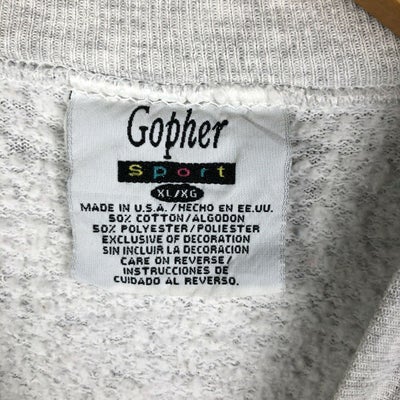 Gopher
Sport
XL/XG
MADE IN U.S.A./HECHO EN EE.UU.
50% COTTON/ALGODON
50% POLYESTER/POLIESTER
EXCLUSIVE OF DECORATION
SIN INCLUIR LA DECORACION
CARE ON REVERSE/
INSTRUCCIONES DE
CUIDADO AL REVERSO.